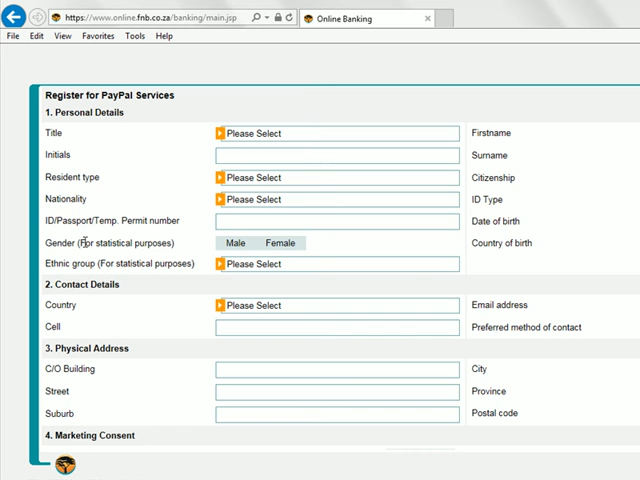 https://www.online.fnb.co.za/banking/main.jsp
Online Banking
File Edit View Favorites Tools Help
Register for PayPal Services
1. Personal Details
Title Please Select Firstname
Initials Surname
Resident type Please Select Citizenship
Nationality Please Select ID Type
ID/Passport/Temp. Permit number Date of birth
Gender (For statistical purposes) Male Female Country of birth
Ethnic group (For statistical purposes) Please Select
2. Contact Details
Country Please Select Email address
Cell Preferred method of contact
3. Physical Address
C/O Building City
Street Province
Suburb Postal code
4. Marketing Consent